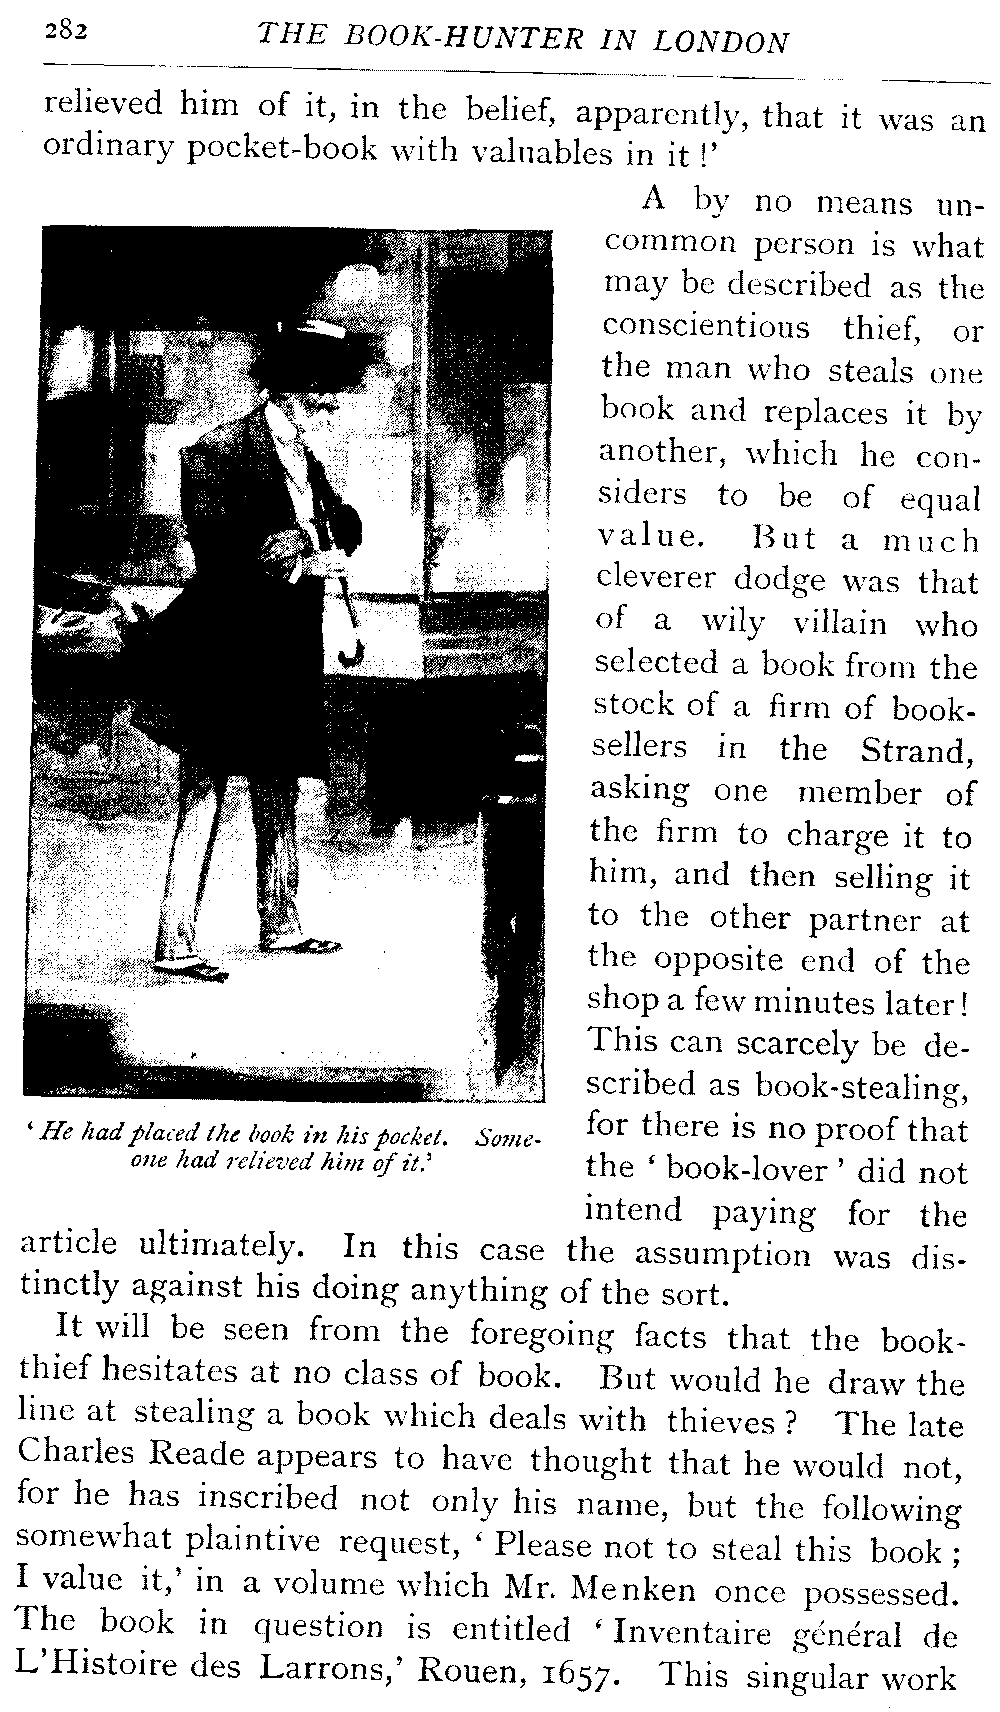 282 THE BOOK-HUNTER IN LONDON
relieved him of it, in the belief, apparently, that it was an
ordinary pocket-book with valuables in it !’
A by no means un-
common person is what
may be described as the
conscientious thief, or
the man who steals one
book and replaces it by
another, which he con-
siders to be of equal
value. But a much
cleverer dodge was that
of a wily villain who
selected a book from the
stock of a firm of book-
sellers in the Strand,
asking one member of
the firm to charge it to
him, and then selling it
to the other partner at
the opposite end of the
shop a few minutes later!
This can scarcely be de-
scribed as book-stealing,
for there is no proof that
the ‘ book-lover ’ did not
intend paying for the
‘ He had placed the book in his pocket. Some-
one had relieved him of it.’
article ultimately. In this case the assumption was dis-
tinctly against his doing anything of the sort.
It will be seen from the foregoing facts that the book-
thief hesitates at no class of book. But would he draw the
line at stealing a book which deals with thieves ? The late
Charles Reade appears to have thought that he would not,
for he has inscribed not only his name, but the following
somewhat plaintive request, ‘ Please not to steal this book ;
I value it,’ in a volume which Mr. Menken once possessed.
The book in question is entitled ‘ Inventaire général de
L’Histoire des Larrons,’ Rouen, 1657. This singular work